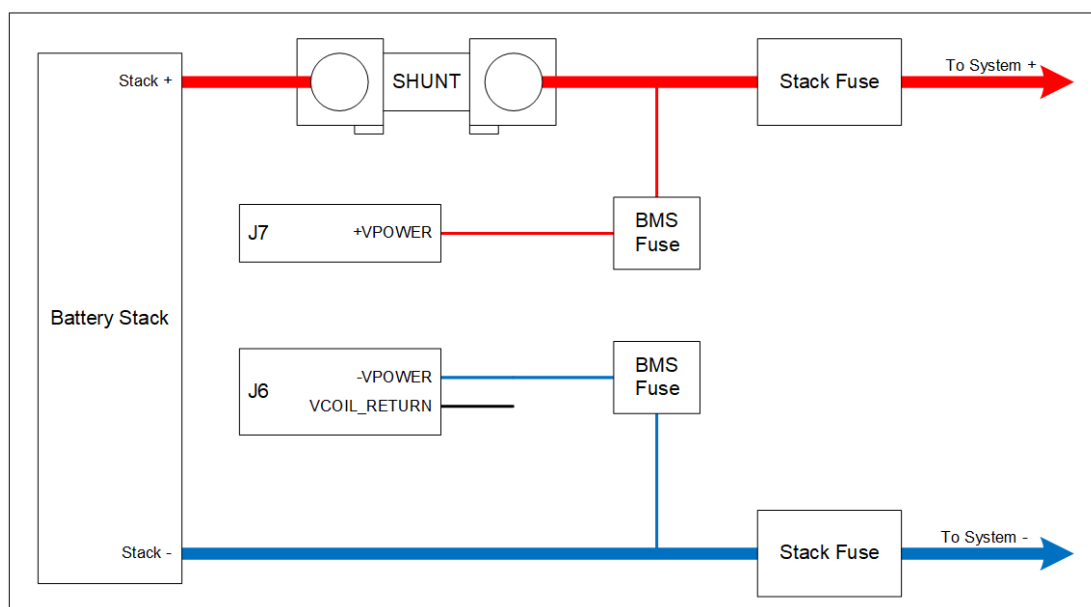 Stack +
SHUNT
Stack Fuse
To System +
J7
+VPOWER
BMS
Fuse
Battery Stack
J6
-VPOWER
VCOIL_RETURN
BMS
Fuse
Stack -
Stack Fuse
To System -